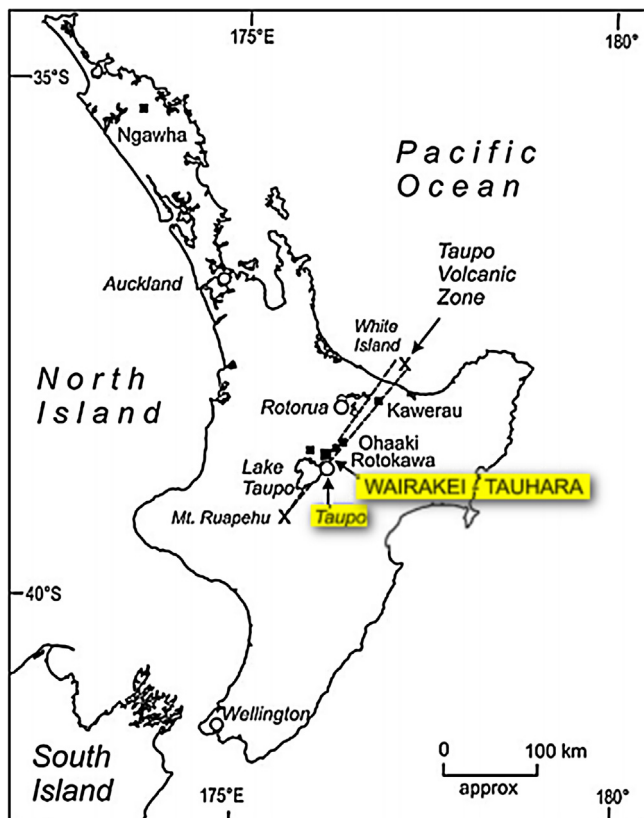 175°E
180°
35°S
Ngawha
Pacific
Ocean
Auckland
Taupo
Volcanic
Zone
White
Island
North
Island
Rotorua
Kawerau
Ohaaki
Rotokawa
Lake
Taupo
WAIRAKEI / TAUHARA
Mt. Ruapehu
Taupo
40°S
Wellington
South
Island
0 100 km
approx
175°E
180°